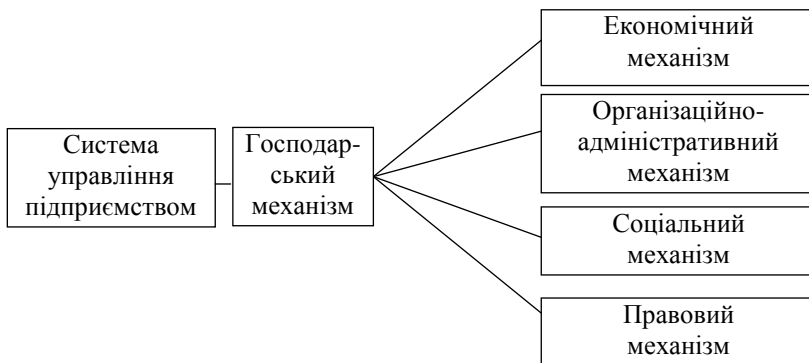 Система
управління
підприємством
Господар-
ський
механізм
Економічний
механізм
Організаційно-
адміністративний
механізм
Соціальний
механізм
Правовий
механізм